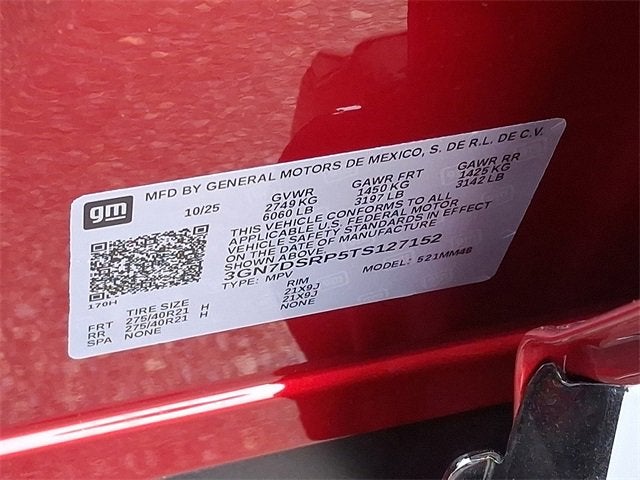 gm
MFD BY GENERAL MOTORS DE MEXICO, S. DE R.L. DE C.V.
10/25 GVWR GAWR FRT GAWR RR
2749 KG 1450 KG 1425 KG
6060 LB 3197 LB 3142 LB
THIS VEHICLE CONFORMS TO ALL
APPLICABLE U.S. FEDERAL MOTOR
VEHICLE SAFETY STANDARDS IN EFFECT
ON THE DATE OF MANUFACTURE
SHOWN ABOVE.
3GN7DSRP5TS127152
TYPE: MPV MODEL: 521MM48
170H
TIRE SIZE RIM
FRT 275/40R21 H 21X9J
RR 275/40R21 H 21X9J
SPA NONE NONE